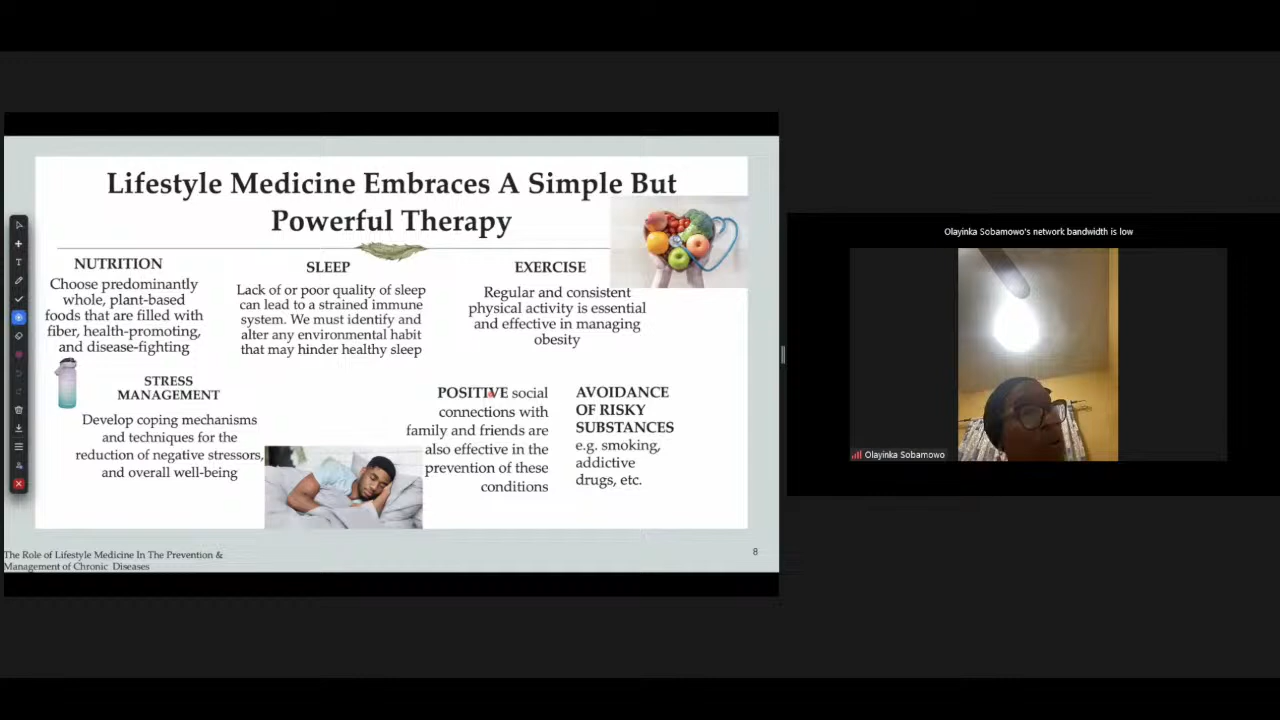 Lifestyle Medicine Embraces A Simple But
Powerful Therapy
NUTRITION
Choose predominantly
whole, plant-based
foods that are filled with
fiber, health-promoting,
and disease-fighting
SLEEP
Lack of or poor quality of sleep
can lead to a strained immune
system. We must identify and
alter any environmental habit
that may hinder healthy sleep
EXERCISE
Regular and consistent
physical activity is essential
and effective in managing
obesity
STRESS
MANAGEMENT
Develop coping mechanisms
and techniques for the
reduction of negative stressors,
and overall well-being
POSITIVE social
connections with
family and friends are
also effective in the
prevention of these
conditions
AVOIDANCE
OF RISKY
SUBSTANCES
e.g. smoking,
addictive
drugs, etc.
The Role of Lifestyle Medicine In The Prevention &
Management of Chronic Diseases
8
Olayinka Sobamowo's network bandwidth is low
Olayinka Sobamowo